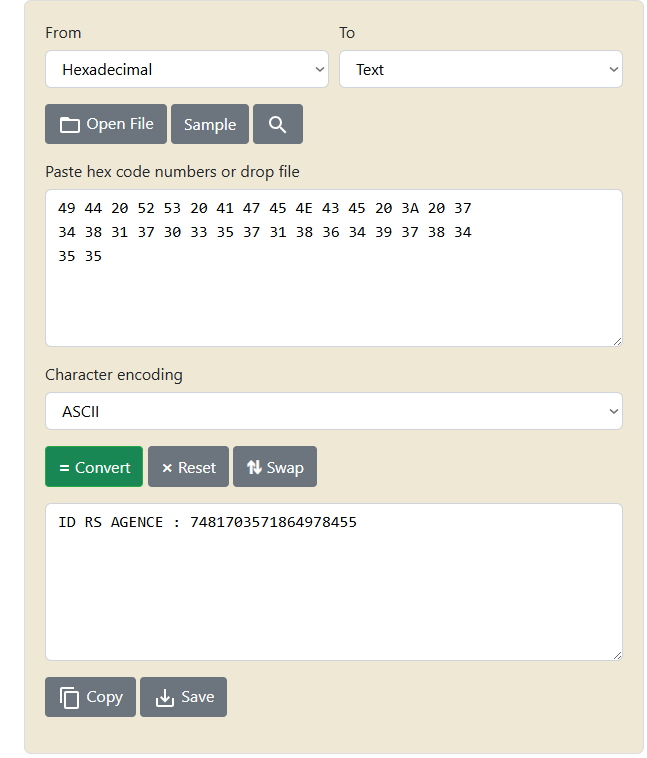 From To
Hexadecimal Text
Open File Sample
Paste hex code numbers or drop file
49 44 20 52 53 20 41 47 45 4E 43 45 20 3A 20 37
34 38 31 37 30 33 35 37 31 38 36 34 39 37 38 34
35 35
Character encoding
ASCII
= Convert × Reset Swap
ID RS AGENCE : 7481703571864978455
Copy Save